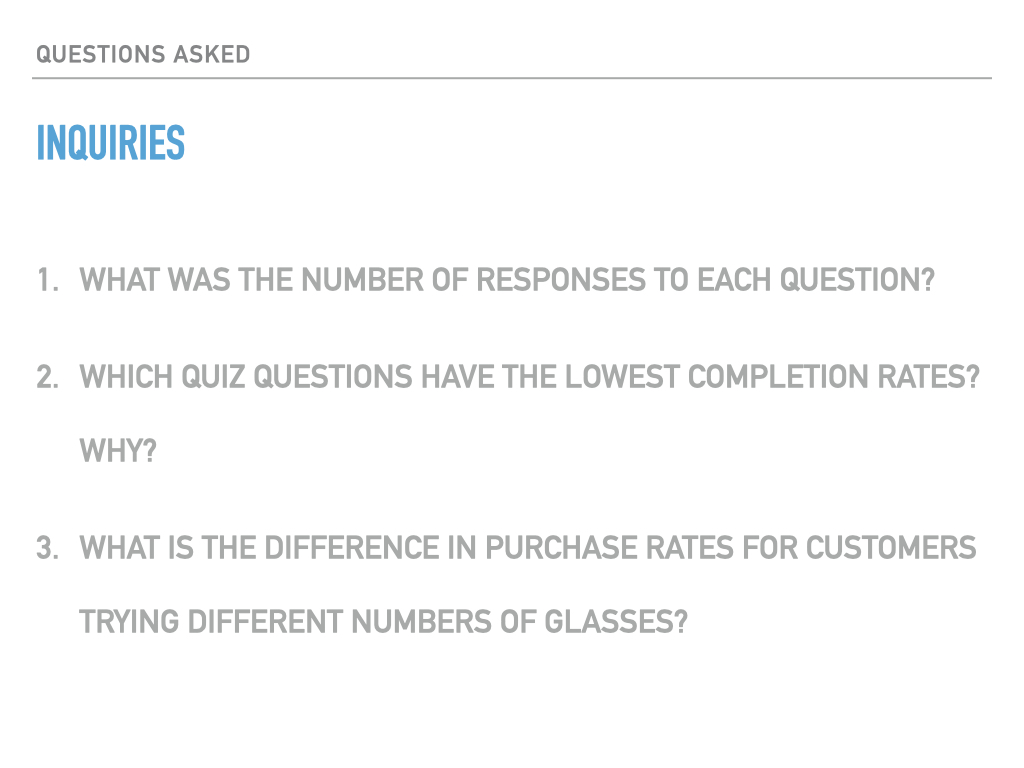 QUESTIONS ASKED
INQUIRIES
1. WHAT WAS THE NUMBER OF RESPONSES TO EACH QUESTION?
2. WHICH QUIZ QUESTIONS HAVE THE LOWEST COMPLETION RATES?
WHY?
3. WHAT IS THE DIFFERENCE IN PURCHASE RATES FOR CUSTOMERS
TRYING DIFFERENT NUMBERS OF GLASSES?